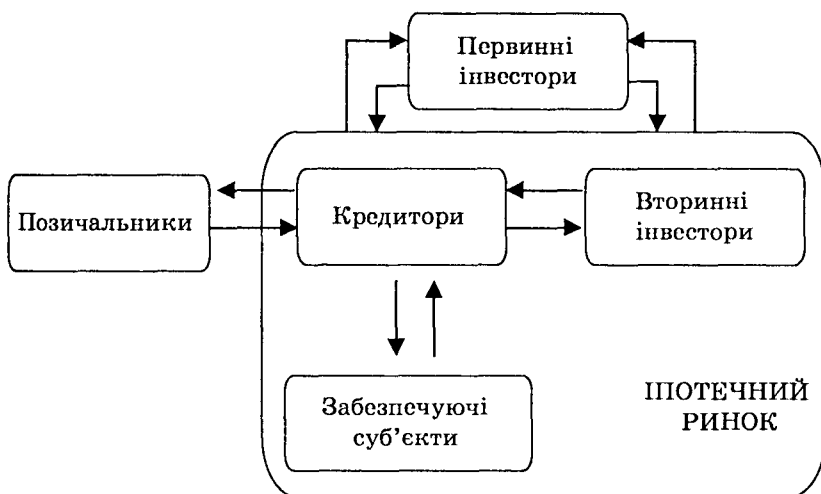 Первинні
інвестори
Позичальники
Кредитори
Вторинні
інвестори
Забезпечуючі
суб’єкти
ІПОТЕЧНИЙ
РИНОК